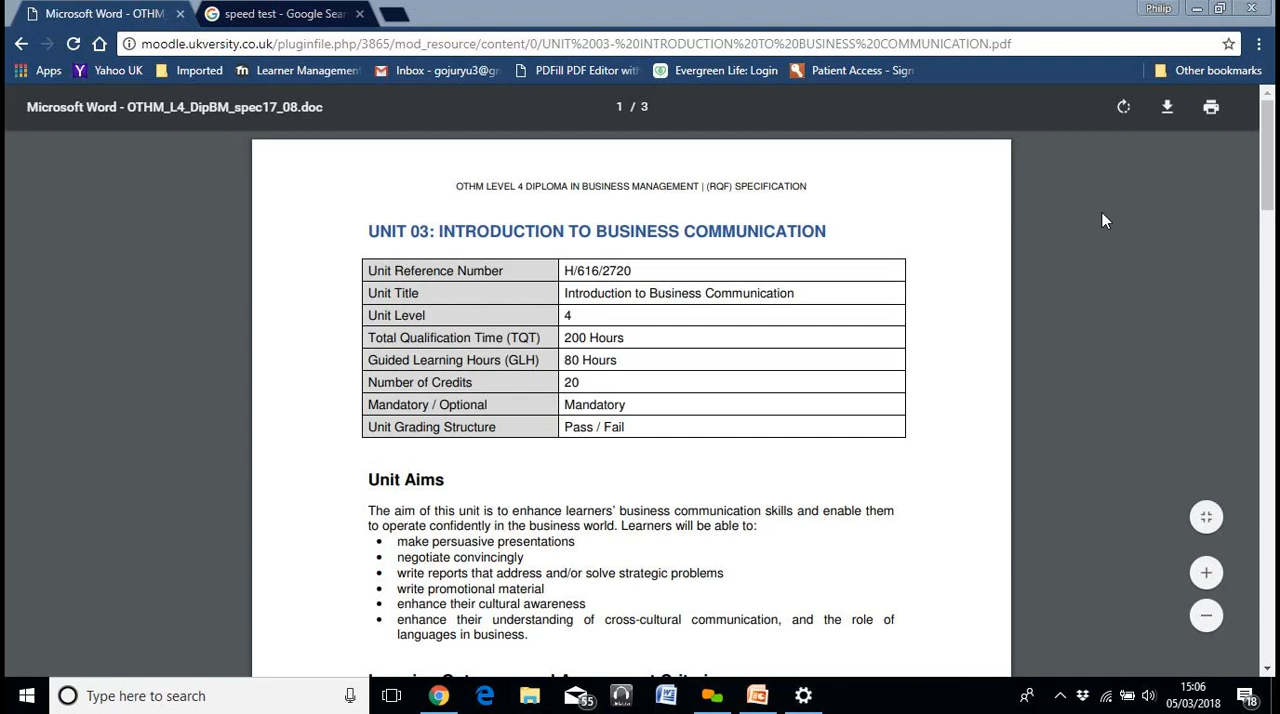 Microsoft Word - OTHM_
speed test - Google Sear
Philip
moodle.ukversity.co.uk/pluginfile.php/3865/mod_resource/content/0/UNIT%2003-%20INTRODUCTION%20TO%20BUSINESS%20COMMUNICATION.pdf
Apps Yahoo UK Imported Learner Management Inbox - gojuryu3@gm PDFill PDF Editor with Evergreen Life: Login Patient Access - Sign Other bookmarks
Microsoft Word - OTHM_L4_DipBM_spec17_08.doc 1 / 3
OTHM LEVEL 4 DIPLOMA IN BUSINESS MANAGEMENT | (RQF) SPECIFICATION
UNIT 03: INTRODUCTION TO BUSINESS COMMUNICATION
Unit Reference Number H/616/2720
Unit Title Introduction to Business Communication
Unit Level 4
Total Qualification Time (TQT) 200 Hours
Guided Learning Hours (GLH) 80 Hours
Number of Credits 20
Mandatory / Optional Mandatory
Unit Grading Structure Pass / Fail
Unit Aims
The aim of this unit is to enhance learners' business communication skills and enable them
to operate confidently in the business world. Learners will be able to:
• make persuasive presentations
• negotiate convincingly
• write reports that address and/or solve strategic problems
• write promotional material
• enhance their cultural awareness
• enhance their understanding of cross-cultural communication, and the role of
languages in business.
Type here to search
55
15:06
05/03/2018
18